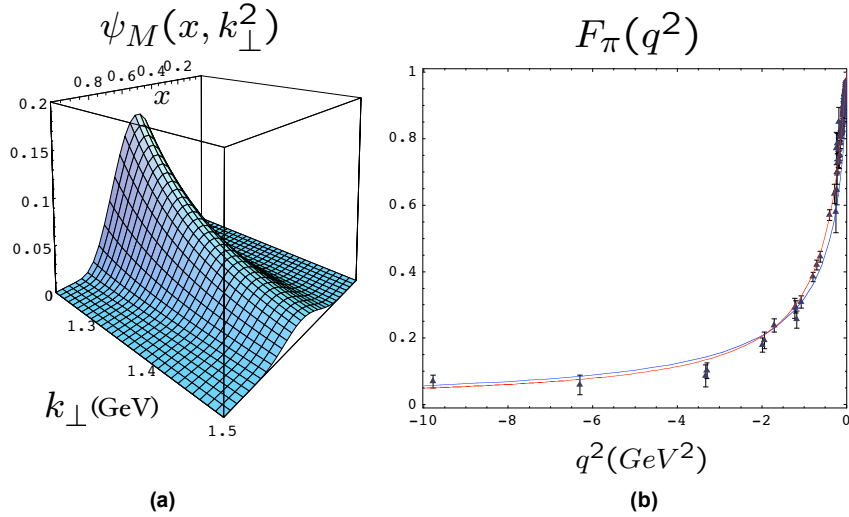 ψ_M(x, k_⊥^2)
0.8 0.6 0.4 0.2
x
0.2
0.15
0.1
0.05
0
1.3
1.4
1.5
k_⊥(GeV)
(a)
F_π(q^2)
1
0.8
0.6
0.4
0.2
0
-10 -8 -6 -4 -2 0
q^2(GeV^2)
(b)